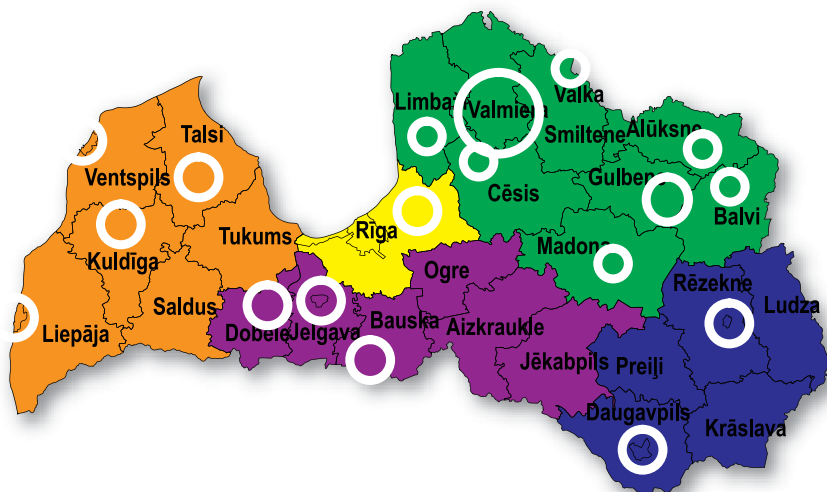 Limbaži
Valmiera
Valka
Smiltene
Alūksne
Talsi
Ventspils
Cēsis
Gulbene
Balvi
Kuldīga
Tukums
Rīga
Madona
Ogre
Rēzekne
Ludza
Saldus
Liepāja
Dobele
Jelgava
Bauska
Aizkraukle
Jēkabpils
Preiļi
Daugavpils
Krāslava